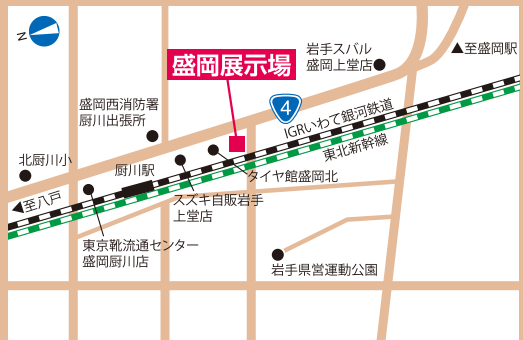 N
岩手スバル
盛岡上堂店
▲至盛岡駅
盛岡展示場
4
盛岡西消防署
厨川出張所
IGRいわて銀河鉄道
東北新幹線
北厨川小
厨川駅
タイヤ館盛岡北
◀至八戸
スズキ自販岩手
上堂店
東京靴流通センター
盛岡厨川店
岩手県営運動公園